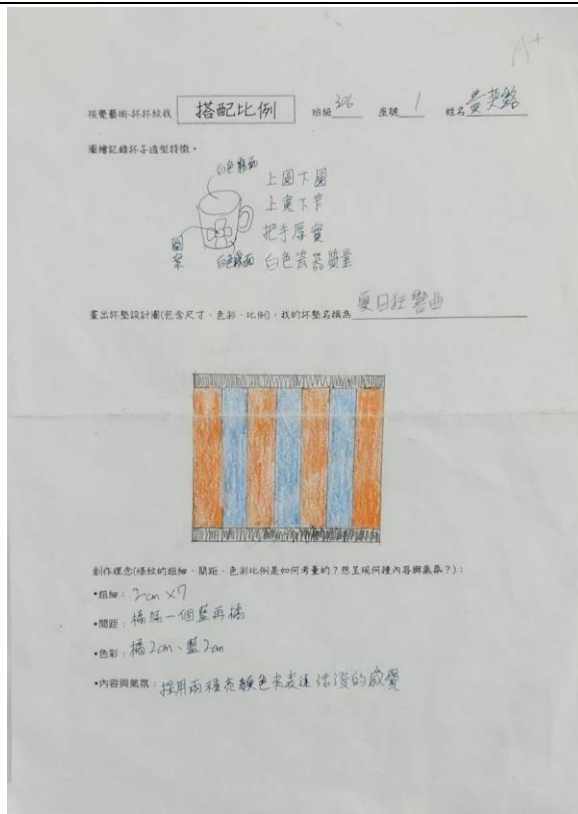 A+
視覺藝術-杯杯紋我 搭配比例 班級 306 座號 1 姓名 黃
圖繪記錄杯子造型特徵。
白色霧面
上圓下圓
上寬下窄
把手厚實
圖案
白色霧面
白色瓷器質量
畫出杯墊設計圖(包含尺寸、色彩、比例)，我的杯墊名稱為 夏日狂響曲
創作理念(條紋的粗細、間距、色彩比例是如何考量的？想呈現何種內容與氣氛？)：
•粗細：2cm×7
•間距：橘隔一個藍再橘
•色彩：橘2cm、藍2cm
•內容與氣氛：採用兩種亮顏色來表達活潑的感覺